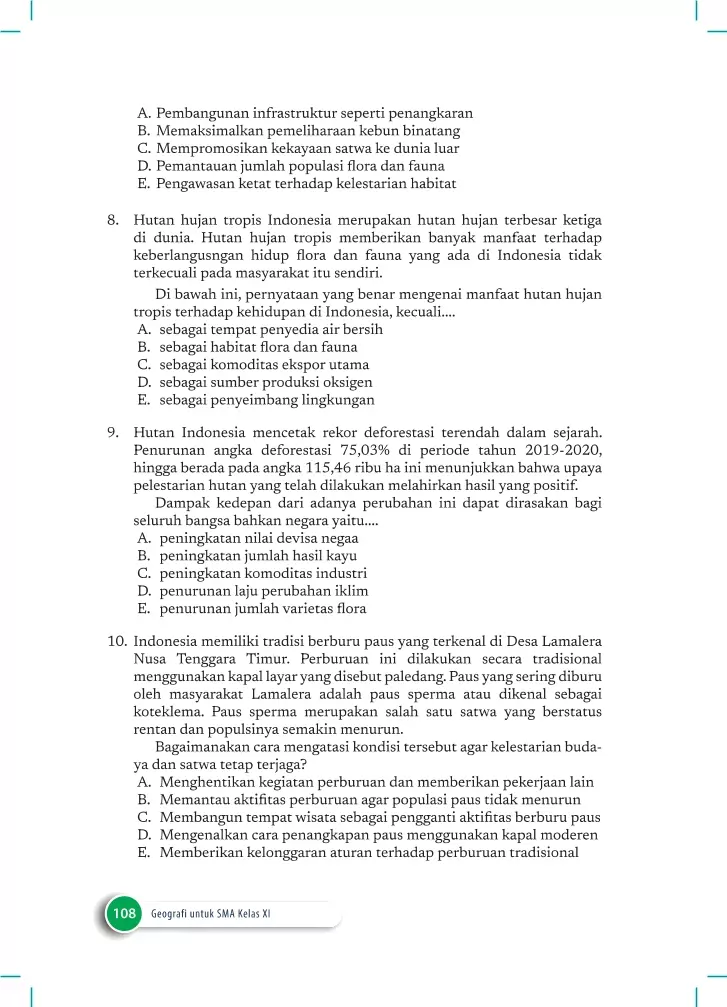 A. Pembangunan infrastruktur seperti penangkaran
B. Memaksimalkan pemeliharaan kebun binatang
C. Mempromosikan kekayaan satwa ke dunia luar
D. Pemantauan jumlah populasi flora dan fauna
E. Pengawasan ketat terhadap kelestarian habitat
8. Hutan hujan tropis Indonesia merupakan hutan hujan terbesar ketiga
di dunia. Hutan hujan tropis memberikan banyak manfaat terhadap
keberlangusngan hidup flora dan fauna yang ada di Indonesia tidak
terkecuali pada masyarakat itu sendiri.
Di bawah ini, pernyataan yang benar mengenai manfaat hutan hujan
tropis terhadap kehidupan di Indonesia, kecuali....
A. sebagai tempat penyedia air bersih
B. sebagai habitat flora dan fauna
C. sebagai komoditas ekspor utama
D. sebagai sumber produksi oksigen
E. sebagai penyeimbang lingkungan
9. Hutan Indonesia mencetak rekor deforestasi terendah dalam sejarah.
Penurunan angka deforestasi 75,03% di periode tahun 2019-2020,
hingga berada pada angka 115,46 ribu ha ini menunjukkan bahwa upaya
pelestarian hutan yang telah dilakukan melahirkan hasil yang positif.
Dampak kedepan dari adanya perubahan ini dapat dirasakan bagi
seluruh bangsa bahkan negara yaitu....
A. peningkatan nilai devisa negaa
B. peningkatan jumlah hasil kayu
C. peningkatan komoditas industri
D. penurunan laju perubahan iklim
E. penurunan jumlah varietas flora
10. Indonesia memiliki tradisi berburu paus yang terkenal di Desa Lamalera
Nusa Tenggara Timur. Perburuan ini dilakukan secara tradisional
menggunakan kapal layar yang disebut paledang. Paus yang sering diburu
oleh masyarakat Lamalera adalah paus sperma atau dikenal sebagai
koteklema. Paus sperma merupakan salah satu satwa yang berstatus
rentan dan populsinya semakin menurun.
Bagaimanakan cara mengatasi kondisi tersebut agar kelestarian buda-
ya dan satwa tetap terjaga?
A. Menghentikan kegiatan perburuan dan memberikan pekerjaan lain
B. Memantau aktifitas perburuan agar populasi paus tidak menurun
C. Membangun tempat wisata sebagai pengganti aktifitas berburu paus
D. Mengenalkan cara penangkapan paus menggunakan kapal moderen
E. Memberikan kelonggaran aturan terhadap perburuan tradisional
108 Geografi untuk SMA Kelas XI